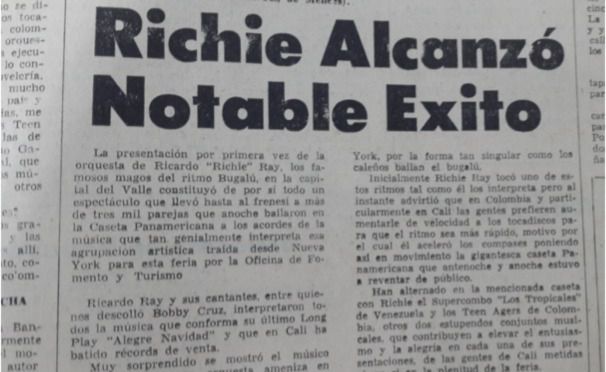 Richie Alcanzó
Notable Exito
La presentación por primera vez de la
orquesta de Ricardo "Richie" Ray, los fa-
mosos magos del ritmo Bugalú, en la capi-
tal del Valle constituyó de por sí todo un
espectáculo que llevó hasta el frenesí a más
de tres mil parejas que anoche bailaron en
la Caseta Panamericana a los acordes de la
música que tan genialmente interpreta esa
agrupación artística traída desde Nueva
York para esta feria por la Oficina de Fo-
mento y Turismo
Ricardo Ray y sus cantantes, entre quie-
nes descolló Bobby Cruz, interpretaron to-
da la música que conforma su último Long
Play "Alegre Navidad" y que en Cali ha
batido récords de venta.
Muy sorprendido se mostró el músico
York, por la forma tan singular como los
caleños bailan el bugalú.
Inicialmente Richie Ray tocó uno de es-
tos ritmos tal como él los interpreta pero al
instante advirtió que en Colombia y parti-
cularmente en Cali las gentes prefieren au-
mentarle de velocidad a los tocadiscos pa-
ra que el ritmo sea más rápido, motivo por
el cual él aceleró los compases poniendo
así en movimiento la gigantesca caseta Pa-
namericana que antenoche y anoche estuvo
a reventar de público.
Han alternado en la mencionada caseta
con Richie el Supercombo "Los Tropicales"
de Venezuela y los Teen Agers de Colom-
bia, otros dos estupendos conjuntos musi-
cales, que contribuyen a elevar el entusias-
mo y la alegría en cada una de sus pre-
sentaciones, de las gentes de Cali metidas